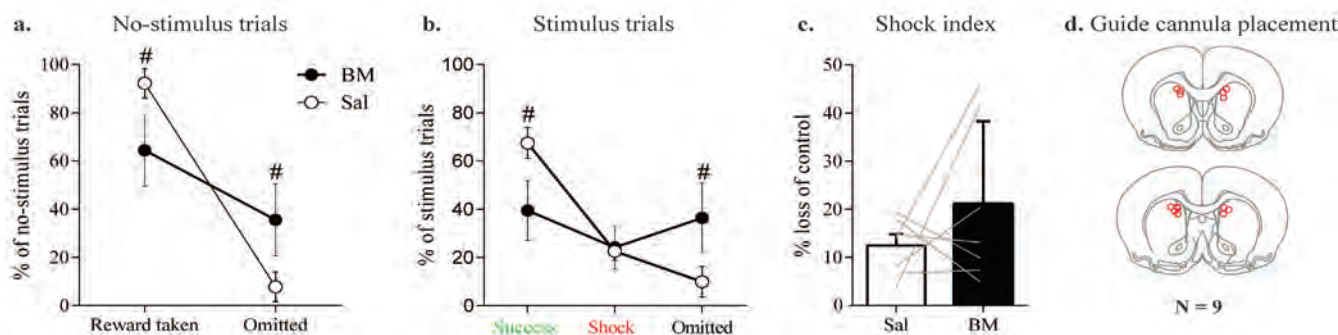 a. No-stimulus trials
% of no-stimulus trials
100
80
60
40
20
0
#
#
BM
Sal
Reward taken Omitted
b. Stimulus trials
% of stimulus trials
100
80
60
40
20
0
#
#
Success Shock Omitted
c. Shock index
% loss of control
50
40
30
20
10
0
Sal BM
d. Guide cannula placement
N = 9